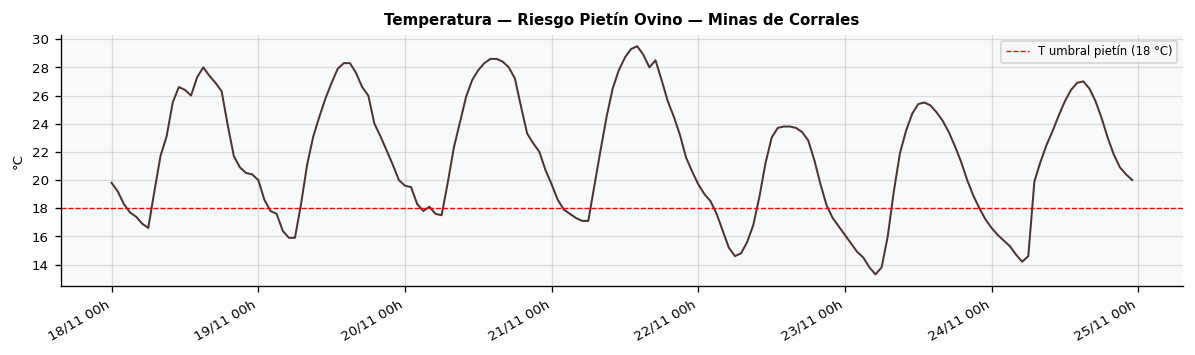 Temperatura — Riesgo Pietín Ovino — Minas de Corrales
T umbral pietín (18 °C)
°C
30
28
26
24
22
20
18
16
14
18/11 00h
19/11 00h
20/11 00h
21/11 00h
22/11 00h
23/11 00h
24/11 00h
25/11 00h